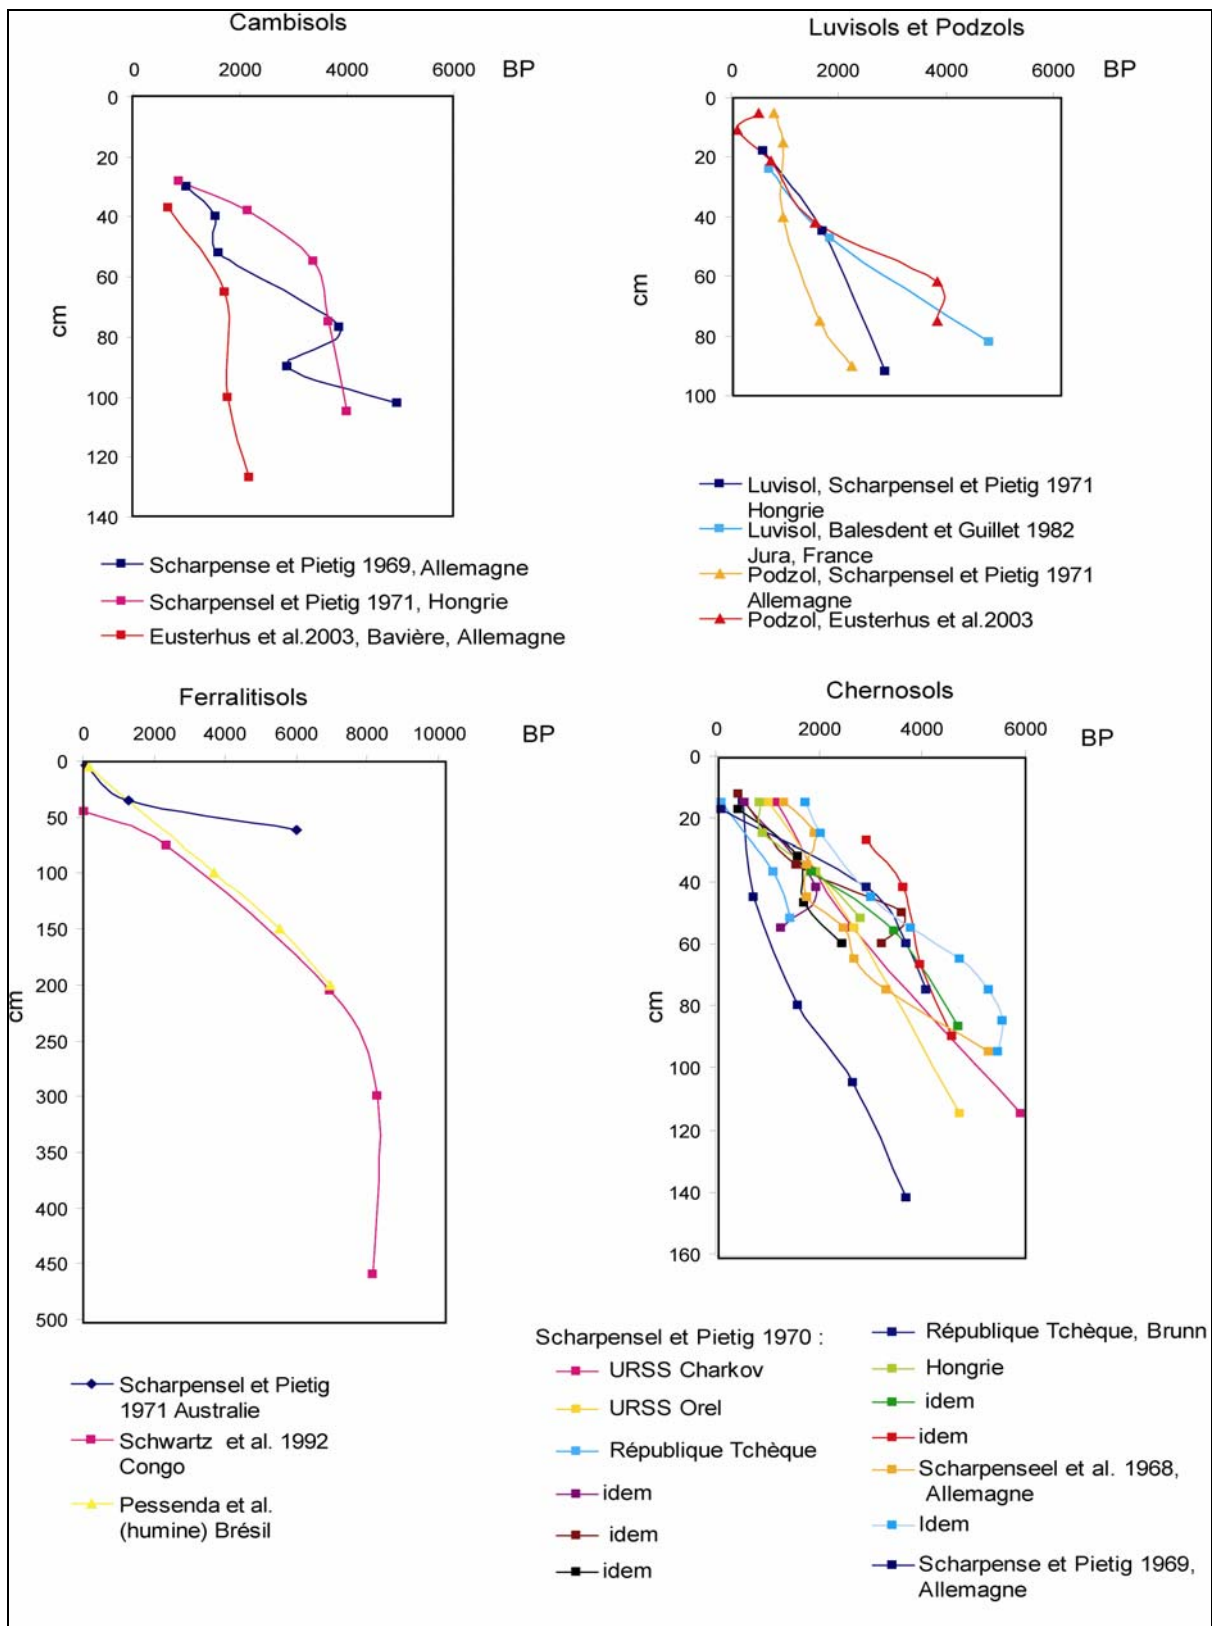 Cambisols
0 2000 4000 6000 BP
0
20
40
60
80
100
120
140
cm
Scharpense et Pietig 1969, Allemagne
Scharpensel et Pietig 1971, Hongrie
Eusterhus et al.2003, Bavière, Allemagne
Luvisols et Podzols
0 2000 4000 6000 BP
0
20
40
60
80
100
cm
Luvisol, Scharpensel et Pietig 1971
Hongrie
Luvisol, Balesdent et Guillet 1982
Jura, France
Podzol, Scharpensel et Pietig 1971
Allemagne
Podzol, Eusterhus et al.2003
Ferralitisols
0 2000 4000 6000 8000 10000 BP
0
50
100
150
200
250
300
350
400
450
500
cm
Scharpensel et Pietig
1971 Australie
Schwartz et al. 1992
Congo
Pessenda et al.
(humine) Brésil
Chernosols
0 2000 4000 6000 BP
0
20
40
60
80
100
120
140
160
cm
Scharpensel et Pietig 1970 :
URSS Charkov
URSS Orel
République Tchèque
idem
idem
idem
République Tchèque, Brunn
Hongrie
idem
idem
Scharpenseel et al. 1968,
Allemagne
Idem
Scharpense et Pietig 1969,
Allemagne